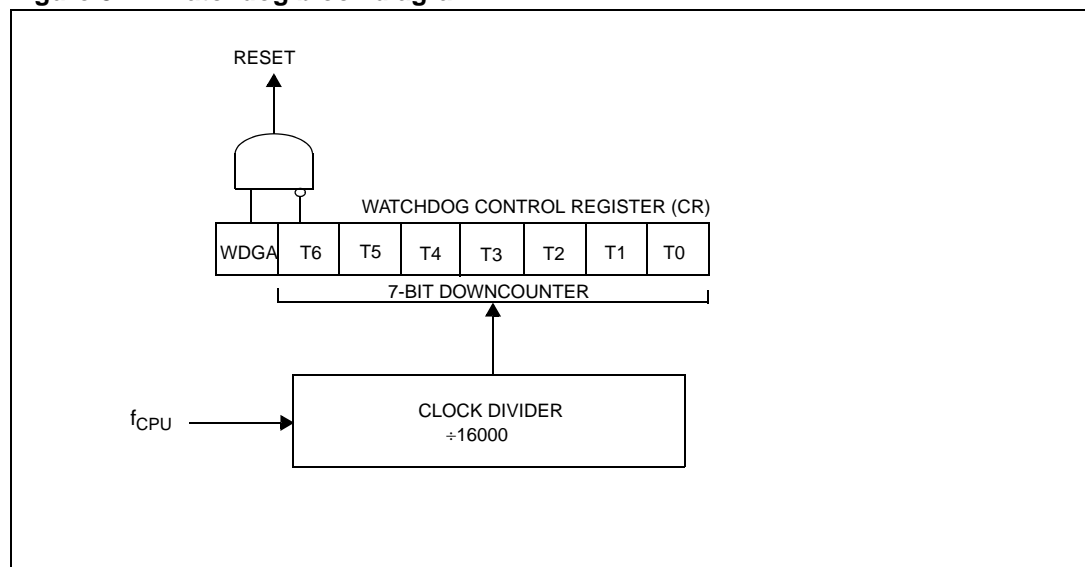 RESET
WATCHDOG CONTROL REGISTER (CR)
WDGA T6 T5 T4 T3 T2 T1 T0
7-BIT DOWNCOUNTER
fCPU
CLOCK DIVIDER
÷16000